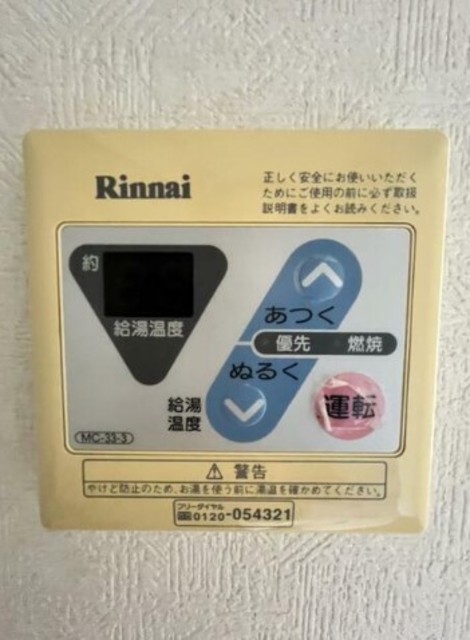 Rinnai
正しく安全にお使いいただく
ためにご使用の前に必ず取扱
説明書をよくお読みください。
約
給湯温度
あつく
優先 燃焼
ぬるく
給湯
温度
運転
MC-33-3
⚠ 警告
やけど防止のため、お湯を使う前に湯温を確かめてください。
フリーダイヤル
0120-054321